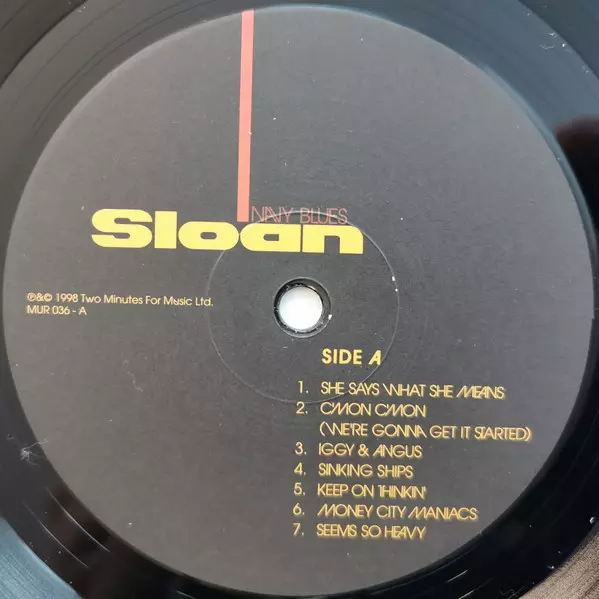 NAVY BLUES
Sloan
℗&© 1998 Two Minutes For Music Ltd.
MUR 036 - A
SIDE A
1. SHE SAYS WHAT SHE MEANS
2. C'MON C'MON
(WE'RE GONNA GET IT STARTED)
3. IGGY & ANGUS
4. SINKING SHIPS
5. KEEP ON THINKIN'
6. MONEY CITY MANIACS
7. SEEMS SO HEAVY